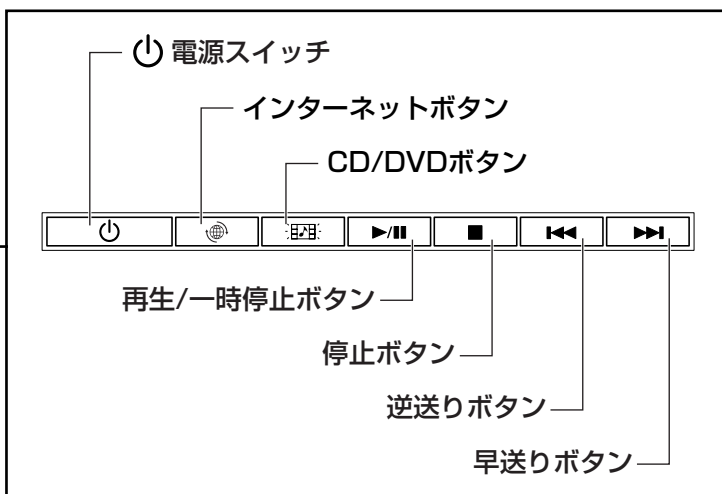 電源スイッチ
インターネットボタン
CD/DVDボタン
再生/一時停止ボタン
停止ボタン
逆送りボタン
早送りボタン